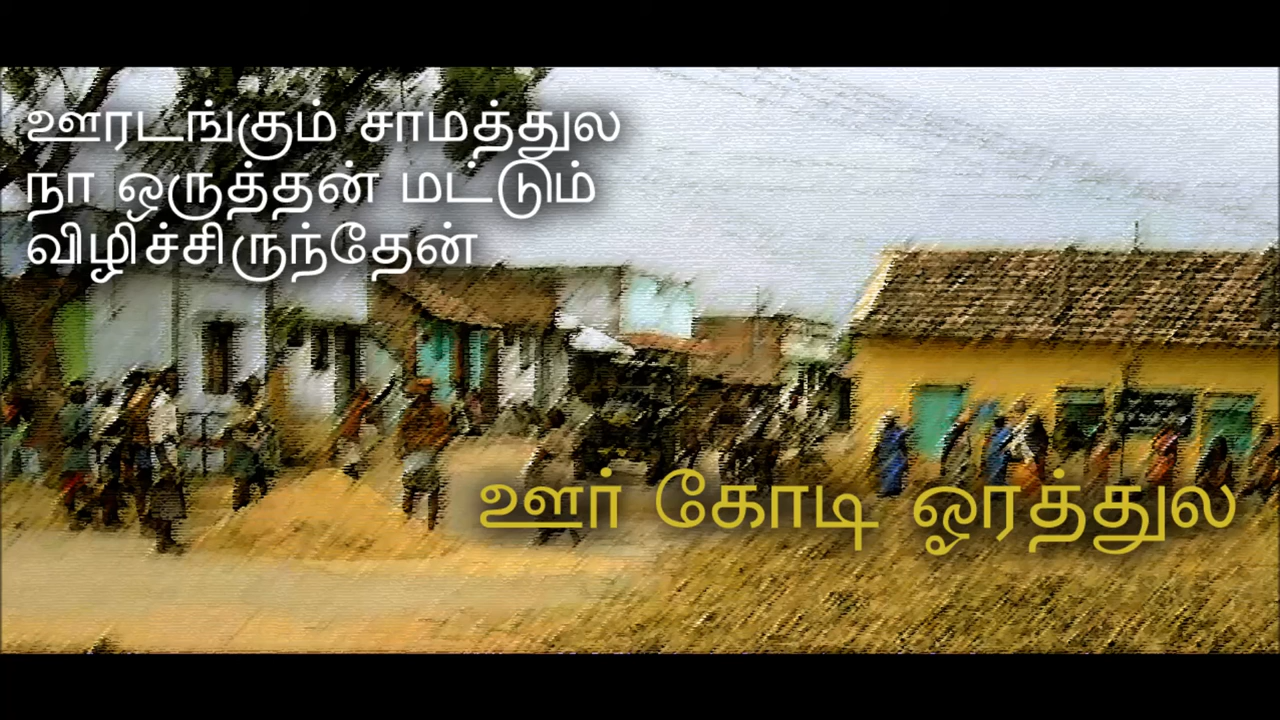 ஊரடங்கும் சாமத்துல
நா ஒருத்தன் மட்டும்
விழிச்சிருந்தேன்
ஊர் கோடி ஓரத்துல